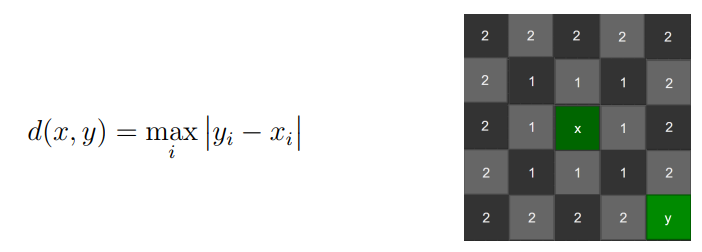 d(x, y) = max_i |y_i − x_i|
2 2 2 2 2
2 1 1 1 2
2 1 x 1 2
2 1 1 1 2
2 2 2 2 y